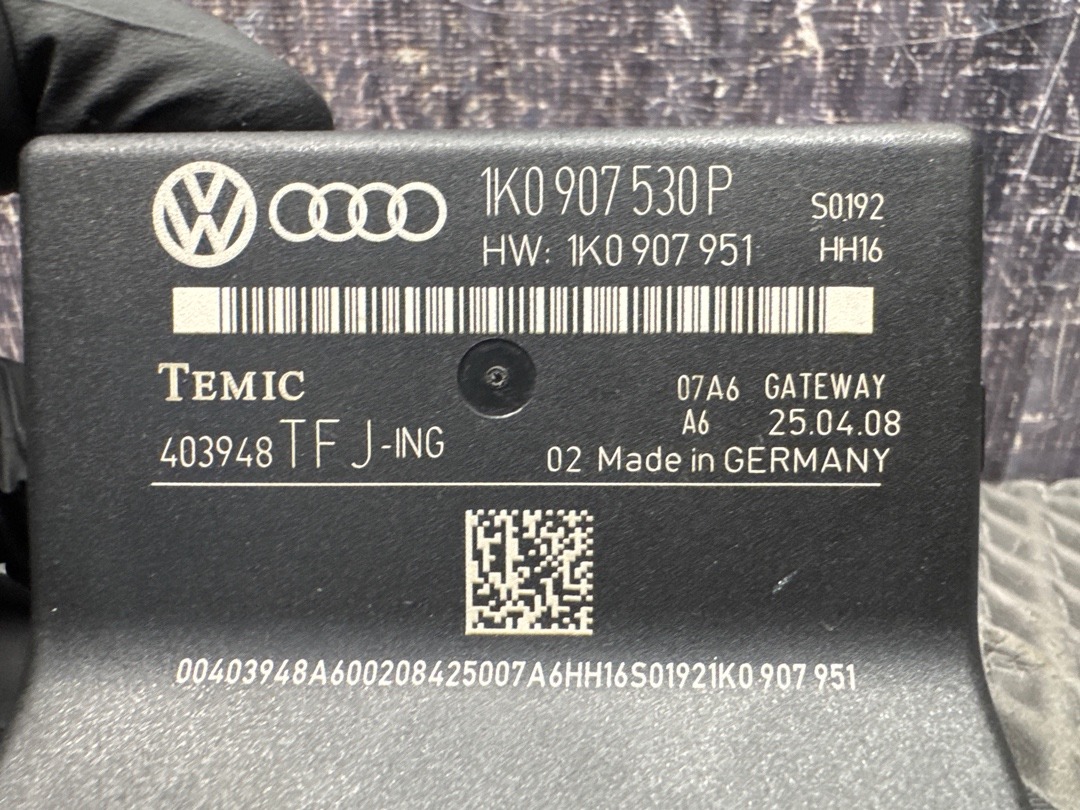 1K0 907 530 P
S0192
HW: 1K0 907 951
HH16
TEMIC
07A6 GATEWAY
A6 25.04.08
403948 TFJ-ING
02 Made in GERMANY
00403948A600208425007A6HH16S01921K0 907 951